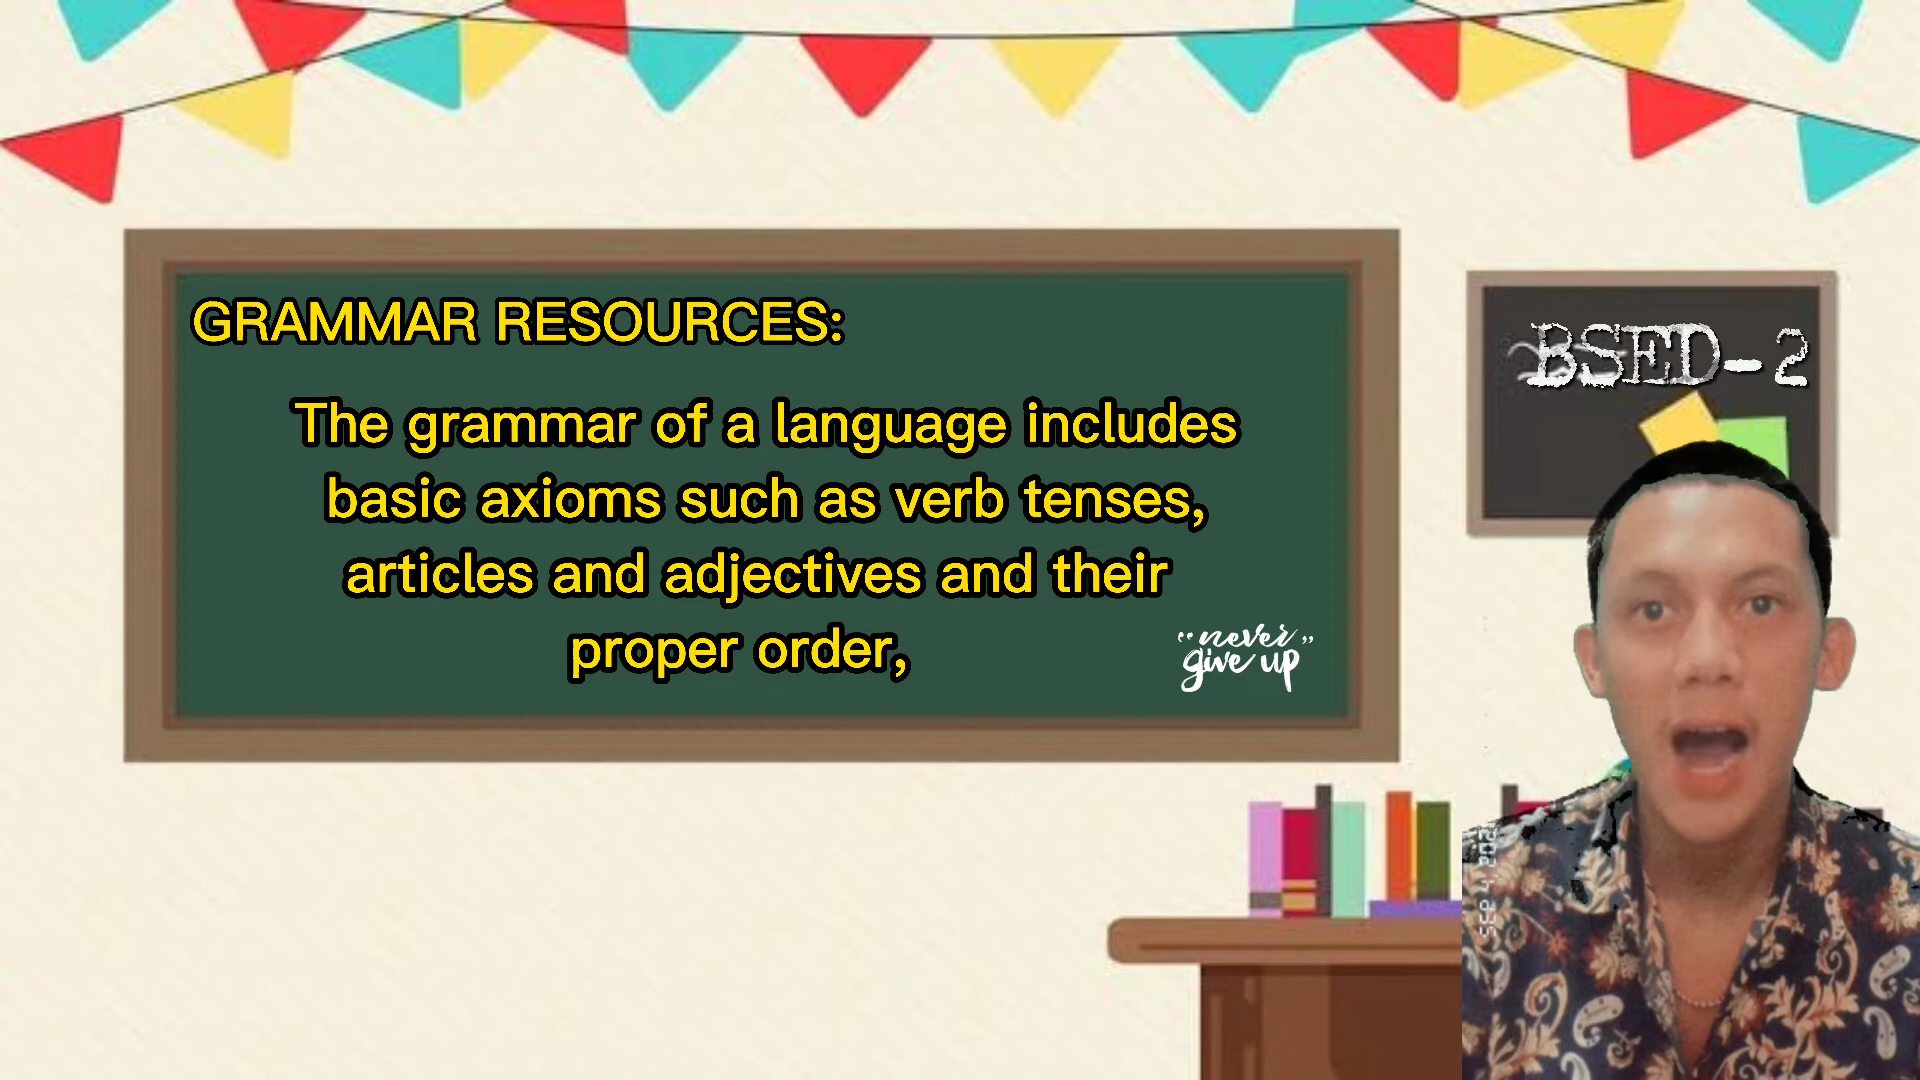 GRAMMAR RESOURCES:
The grammar of a language includes
basic axioms such as verb tenses,
articles and adjectives and their
proper order,
“never”
give up
BSED-2